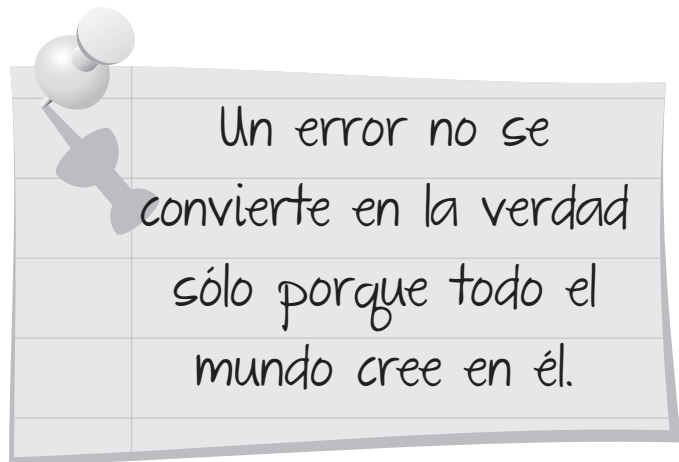 Un error no se
convierte en la verdad
sólo porque todo el
mundo cree en él.